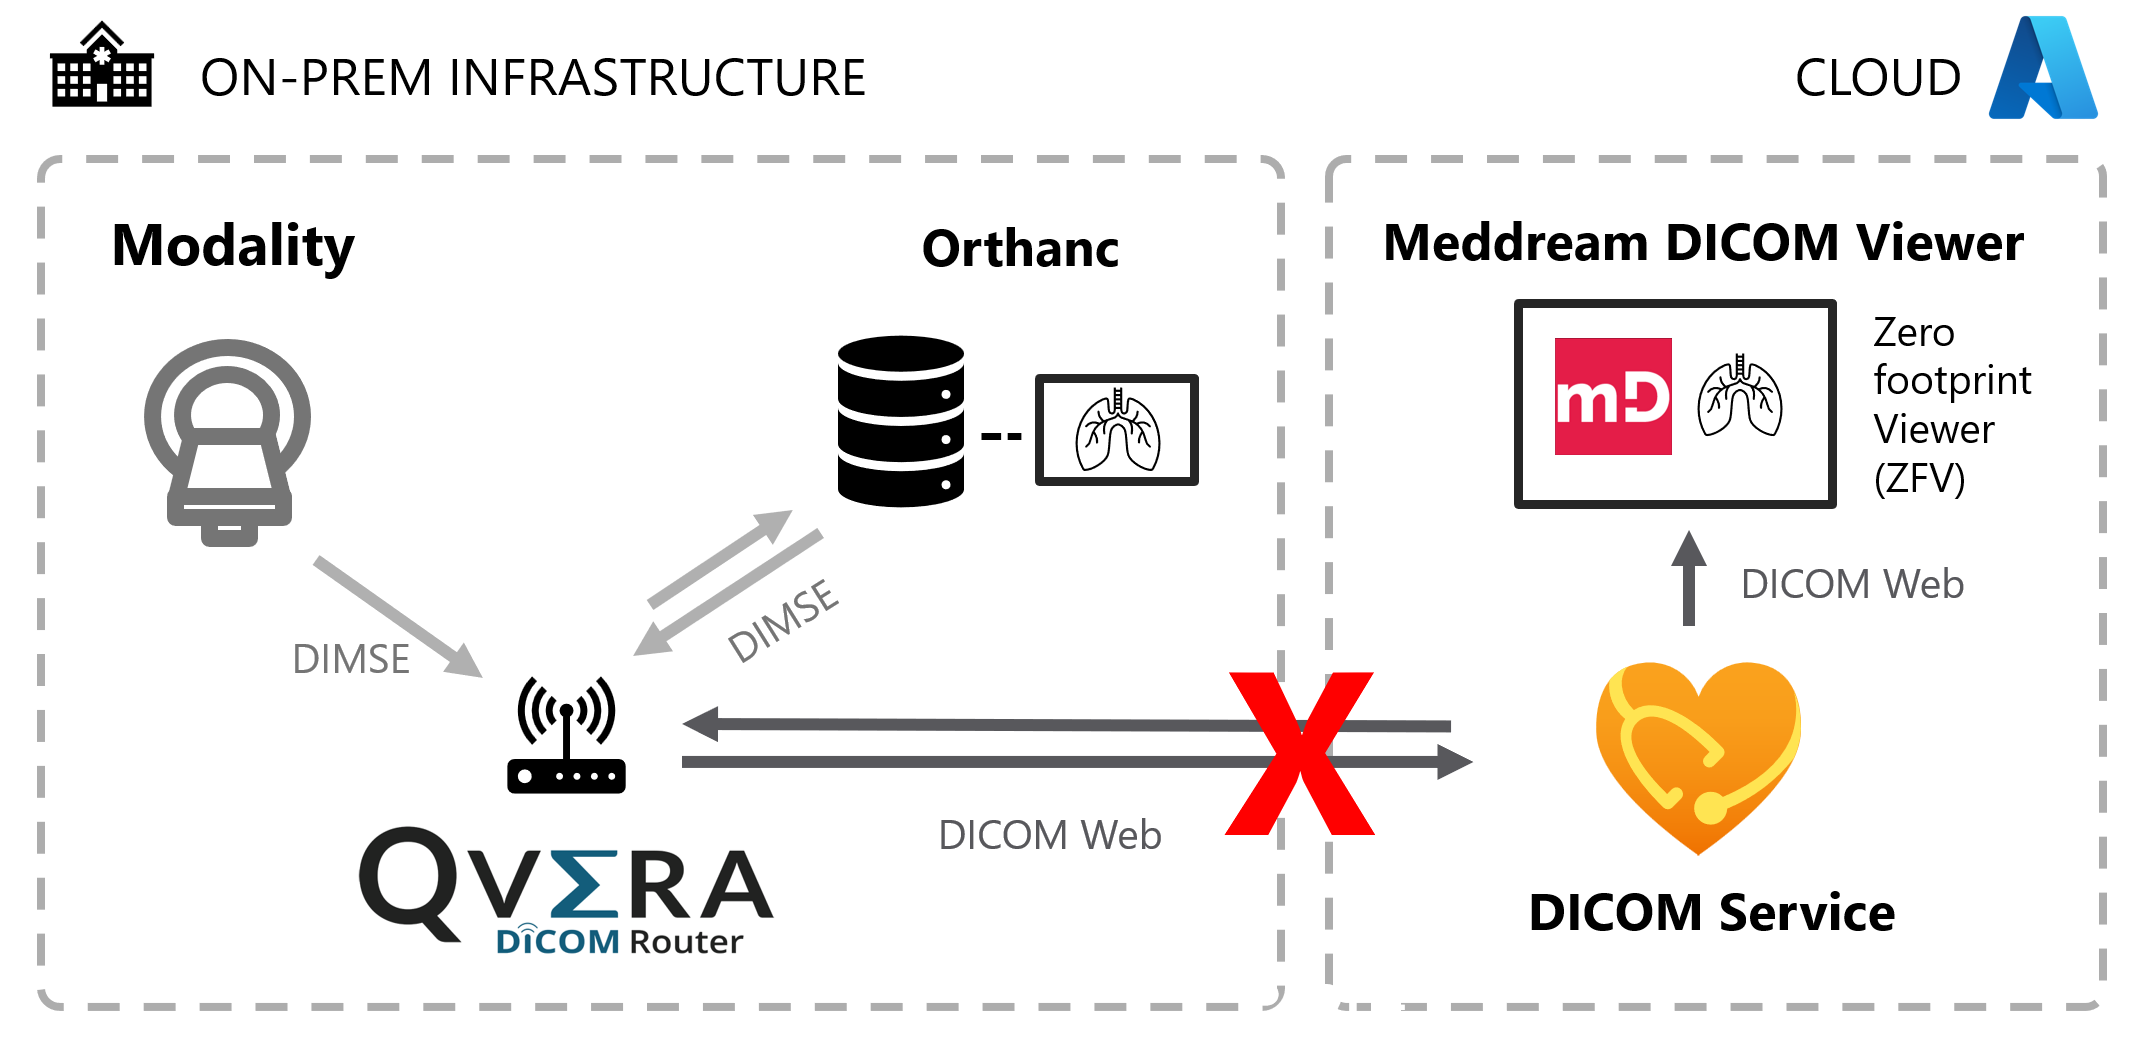 ON-PREM INFRASTRUCTURE
CLOUD
Modality
Orthanc
Meddream DICOM Viewer
mD
Zero
footprint
Viewer
(ZFV)
DIMSE
DIMSE
DICOM Web
DICOM Web
QVΣRA
DiCOM Router
DICOM Service